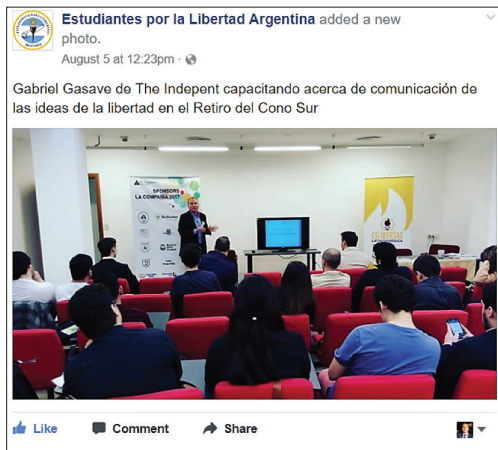 Estudiantes por la Libertad Argentina added a new
photo.
August 5 at 12:23pm ·
Gabriel Gasave de The Indepent capacitando acerca de comunicación de
las ideas de la libertad en el Retiro del Cono Sur
SPONSORS
LA COMPAÑÍA 2017
ESLIBERTAD
LATINOAMÉRICA
Like
Comment
Share